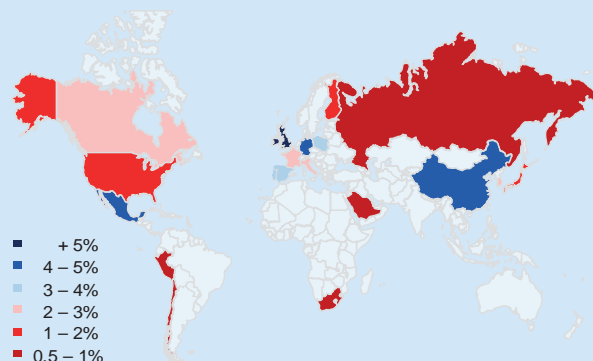 + 5%
4 – 5%
3 – 4%
2 – 3%
1 – 2%
0.5 – 1%